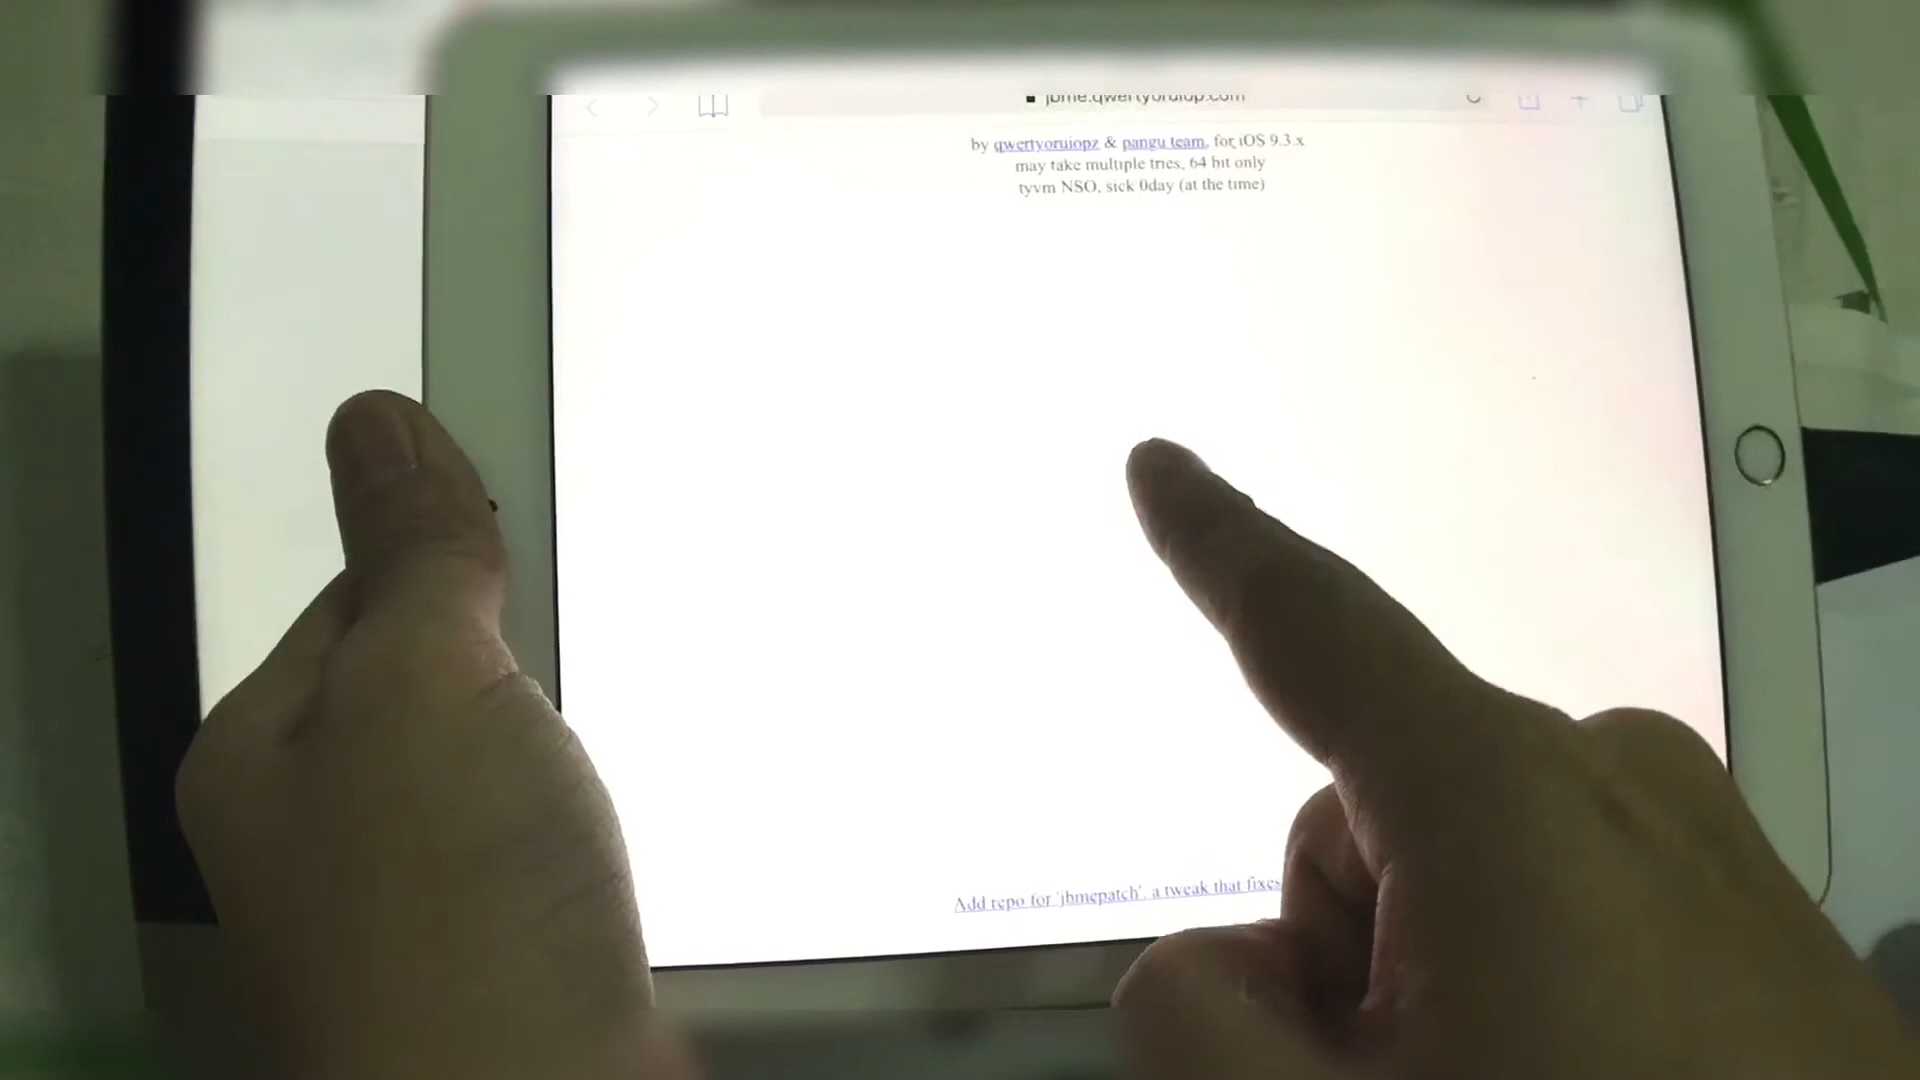 jbme.qwertyoruiop.com
by qwertyoruiopz & pangu team, for iOS 9.3.x
may take multiple tries, 64 bit only
tyvm NSO, sick 0day (at the time)
Add repo for 'jbmepatch', a tweak that fixes